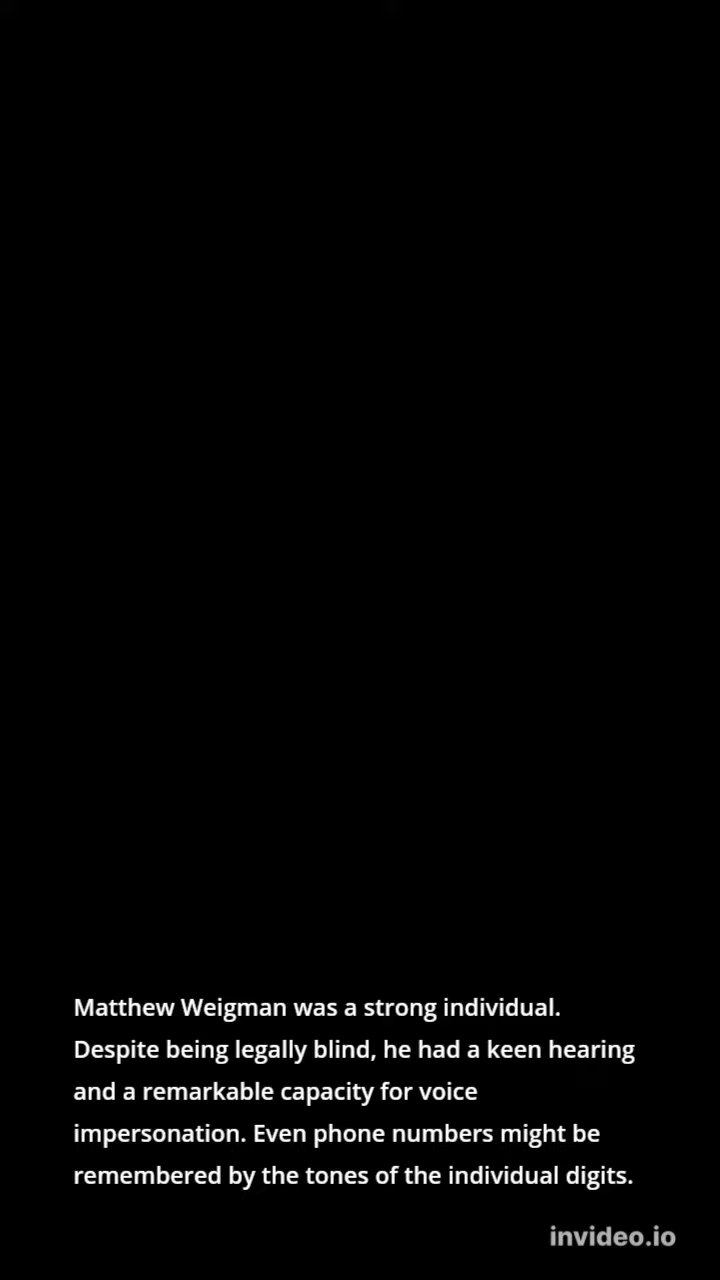 Matthew Weigman was a strong individual.
Despite being legally blind, he had a keen hearing
and a remarkable capacity for voice
impersonation. Even phone numbers might be
remembered by the tones of the individual digits.
invideo.io